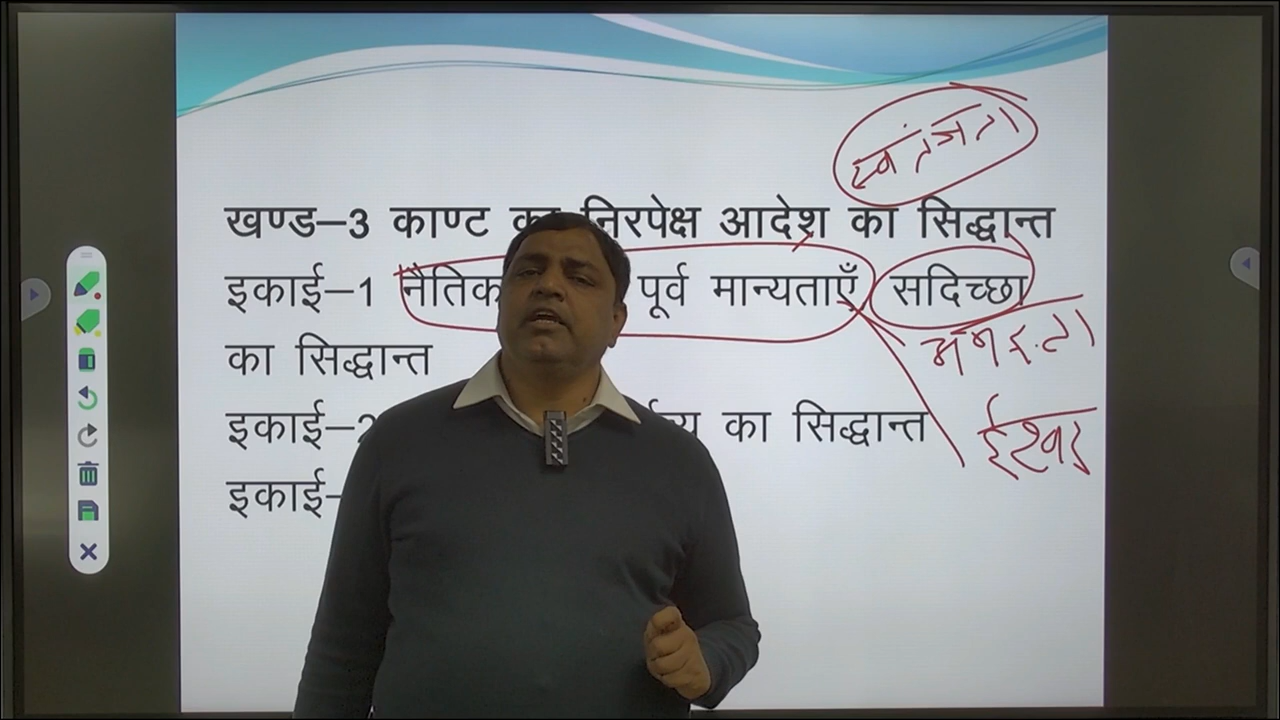 स्वतंत्रता
खण्ड–3 काण्ट का निरपेक्ष आदेश का सिद्धान्त
इकाई–1 नैतिक पूर्व मान्यताएँ सदिच्छा
का सिद्धान्त
अमरता
इकाई–2 का सिद्धान्त
ईश्वर
इकाई–